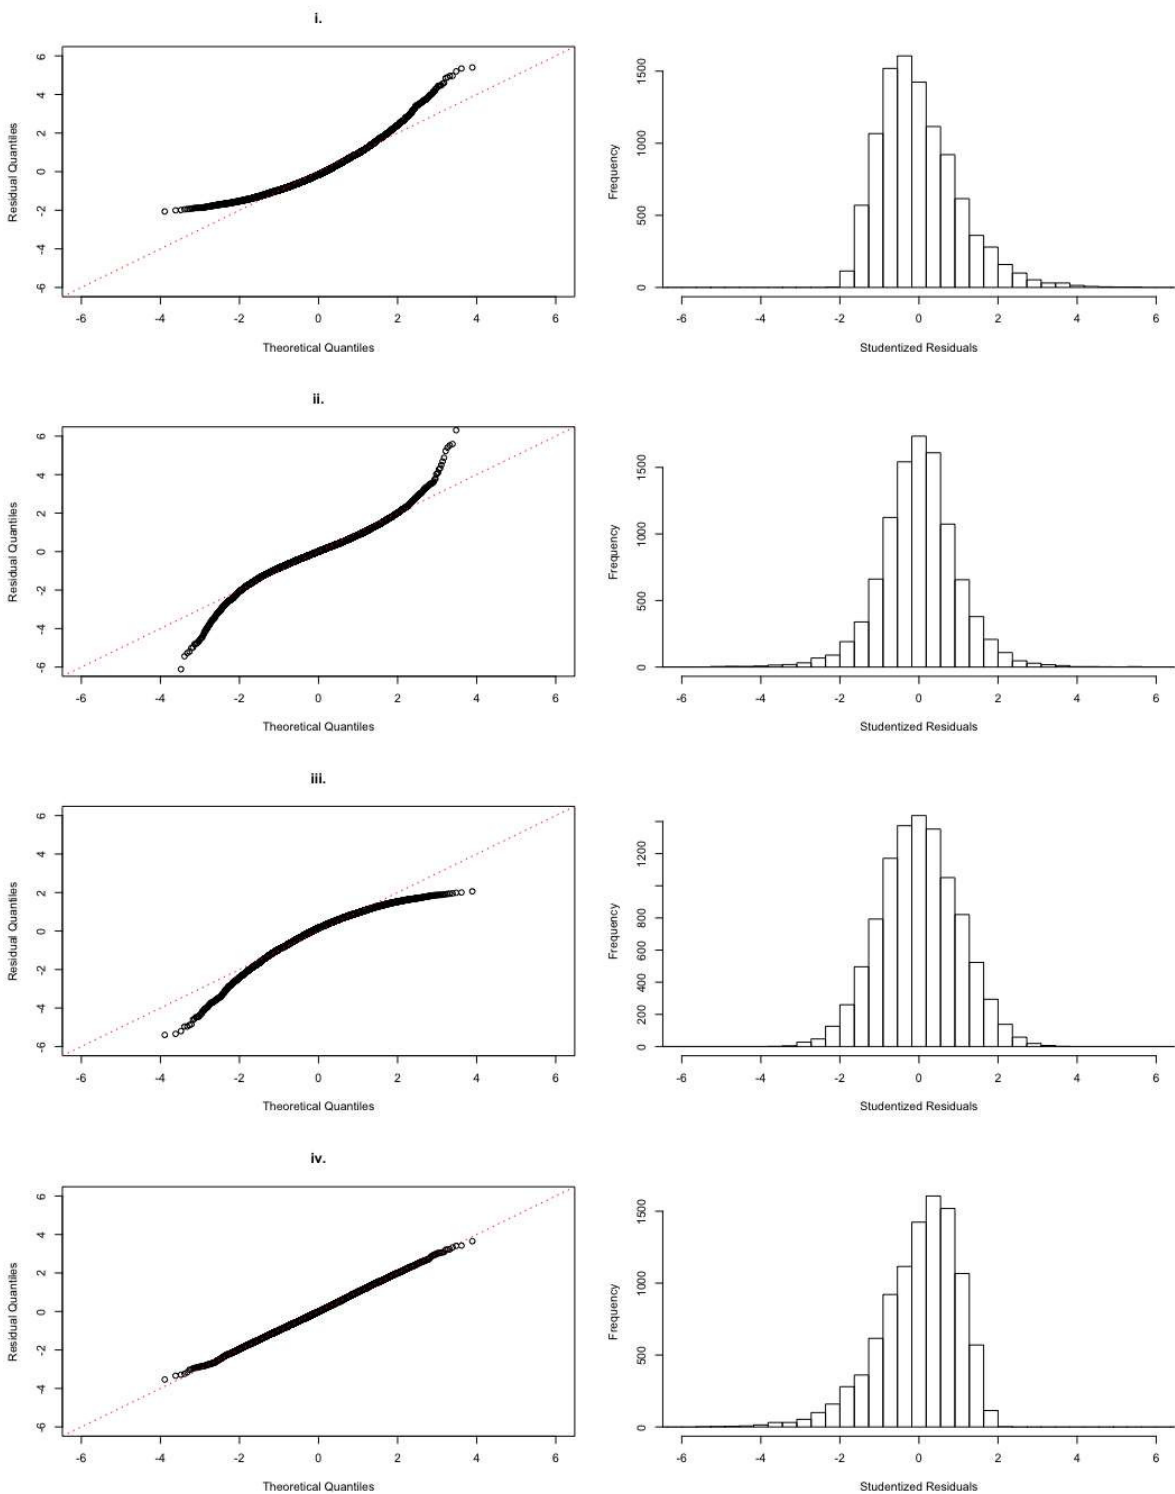 i.
Residual Quantiles
6
4
2
0
-2
-4
-6
-6 -4 -2 0 2 4 6
Theoretical Quantiles
Frequency
1500
1000
500
0
-6 -4 -2 0 2 4 6
Studentized Residuals
ii.
Residual Quantiles
6
4
2
0
-2
-4
-6
-6 -4 -2 0 2 4 6
Theoretical Quantiles
Frequency
1500
1000
500
0
-6 -4 -2 0 2 4 6
Studentized Residuals
iii.
Residual Quantiles
6
4
2
0
-2
-4
-6
-6 -4 -2 0 2 4 6
Theoretical Quantiles
Frequency
1200
800
600
400
200
0
-6 -4 -2 0 2 4 6
Studentized Residuals
iv.
Residual Quantiles
6
4
2
0
-2
-4
-6
-6 -4 -2 0 2 4 6
Theoretical Quantiles
Frequency
1500
1000
500
0
-6 -4 -2 0 2 4 6
Studentized Residuals